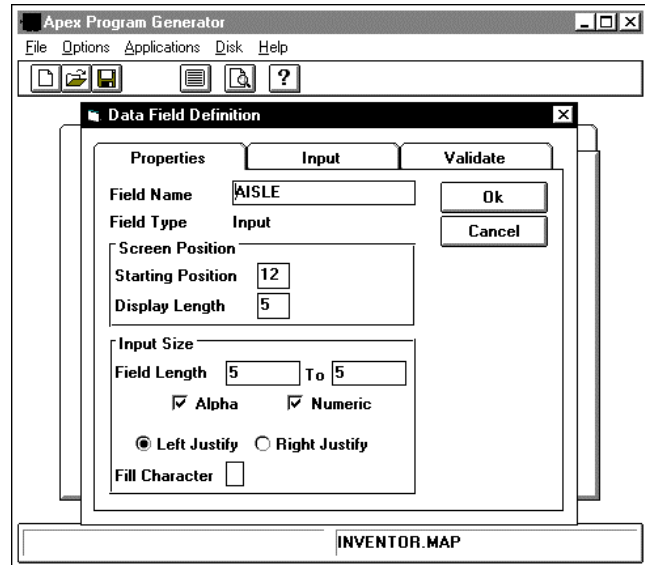 Apex Program Generator
File Options Applications Disk Help
?
Data Field Definition
Properties Input Validate
Field Name AISLE Ok
Field Type Input Cancel
Screen Position
Starting Position 12
Display Length 5
Input Size
Field Length 5 To 5
Alpha Numeric
Left Justify Right Justify
Fill Character
INVENTOR.MAP